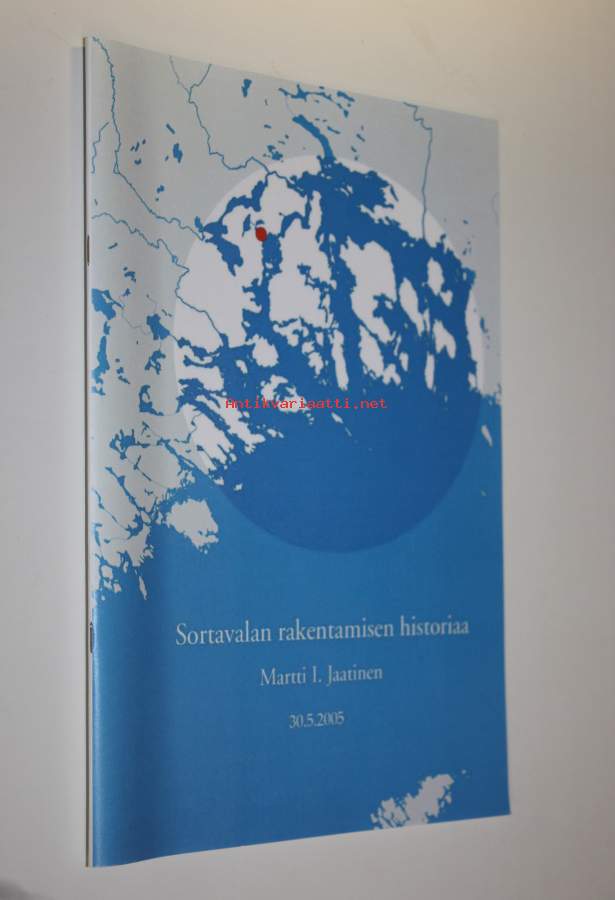 Antikvariaatti.net
Sortavalan rakentamisen historiaa
Martti I. Jaatinen
30.5.2005